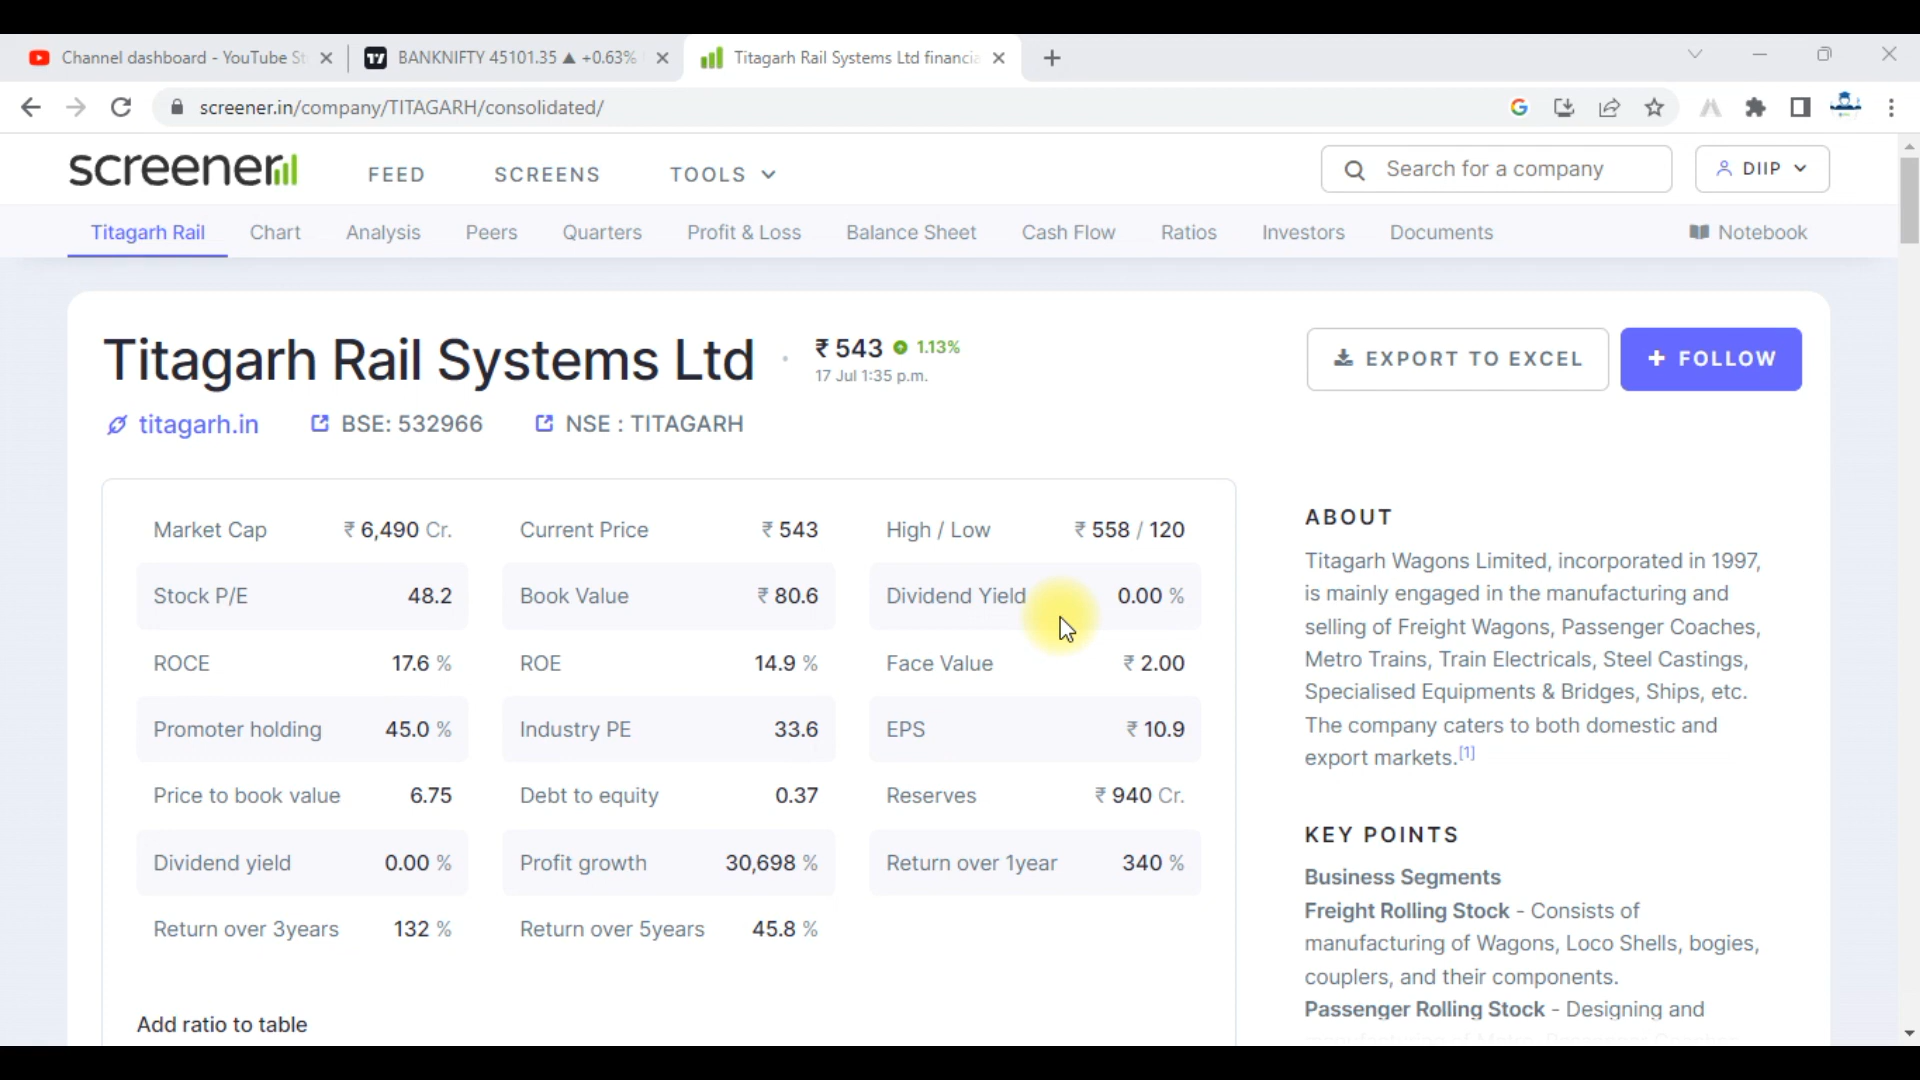 Channel dashboard - YouTube St
BANKNIFTY 45101.35 ▲ +0.63%
Titagarh Rail Systems Ltd financia
screener.in/company/TITAGARH/consolidated/
screener
FEED
SCREENS
TOOLS
Search for a company
DIIP
Titagarh Rail
Chart
Analysis
Peers
Quarters
Profit & Loss
Balance Sheet
Cash Flow
Ratios
Investors
Documents
Notebook
Titagarh Rail Systems Ltd
₹ 543 1.13%
17 Jul 1:35 p.m.
EXPORT TO EXCEL
+ FOLLOW
titagarh.in
BSE: 532966
NSE : TITAGARH
Market Cap ₹ 6,490 Cr.
Current Price ₹ 543
High / Low ₹ 558 / 120
Stock P/E 48.2
Book Value ₹ 80.6
Dividend Yield 0.00 %
ROCE 17.6 %
ROE 14.9 %
Face Value ₹ 2.00
Promoter holding 45.0 %
Industry PE 33.6
EPS ₹ 10.9
Price to book value 6.75
Debt to equity 0.37
Reserves ₹ 940 Cr.
Dividend yield 0.00 %
Profit growth 30,698 %
Return over 1year 340 %
Return over 3years 132 %
Return over 5years 45.8 %
Add ratio to table
ABOUT
Titagarh Wagons Limited, incorporated in 1997,
is mainly engaged in the manufacturing and
selling of Freight Wagons, Passenger Coaches,
Metro Trains, Train Electricals, Steel Castings,
Specialised Equipments & Bridges, Ships, etc.
The company caters to both domestic and
export markets.[1]
KEY POINTS
Business Segments
Freight Rolling Stock - Consists of
manufacturing of Wagons, Loco Shells, bogies,
couplers, and their components.
Passenger Rolling Stock - Designing and